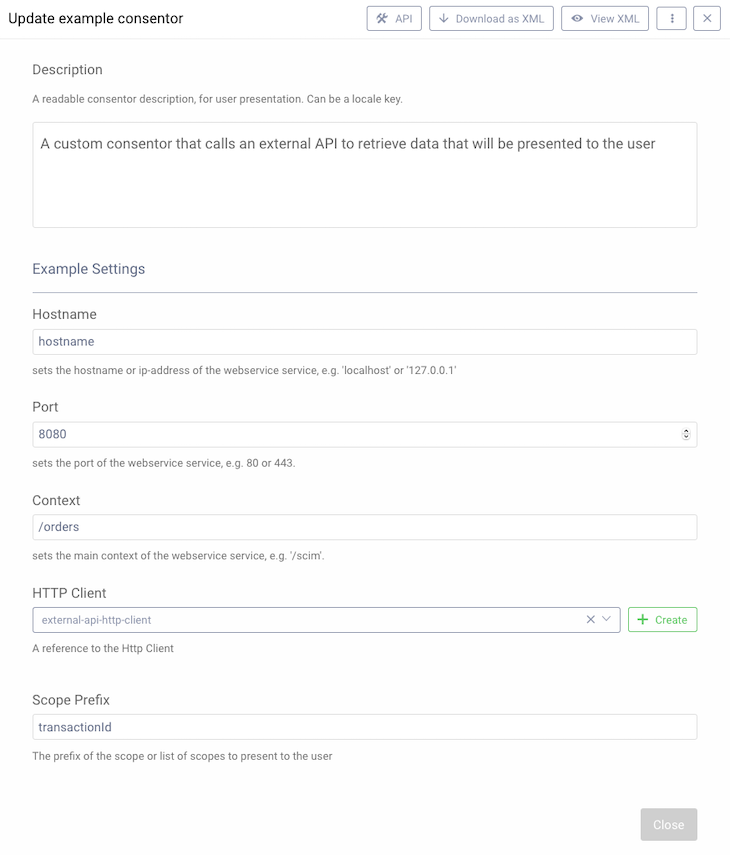 Update example consentor
API
Download as XML
View XML
Description
A readable consentor description, for user presentation. Can be a locale key.
A custom consentor that calls an external API to retrieve data that will be presented to the user
Example Settings
Hostname
hostname
sets the hostname or ip-address of the webservice service, e.g. 'localhost' or '127.0.0.1'
Port
8080
sets the port of the webservice service, e.g. 80 or 443.
Context
/orders
sets the main context of the webservice service, e.g. '/scim'.
HTTP Client
external-api-http-client
Create
A reference to the Http Client
Scope Prefix
transactionId
The prefix of the scope or list of scopes to present to the user
Close